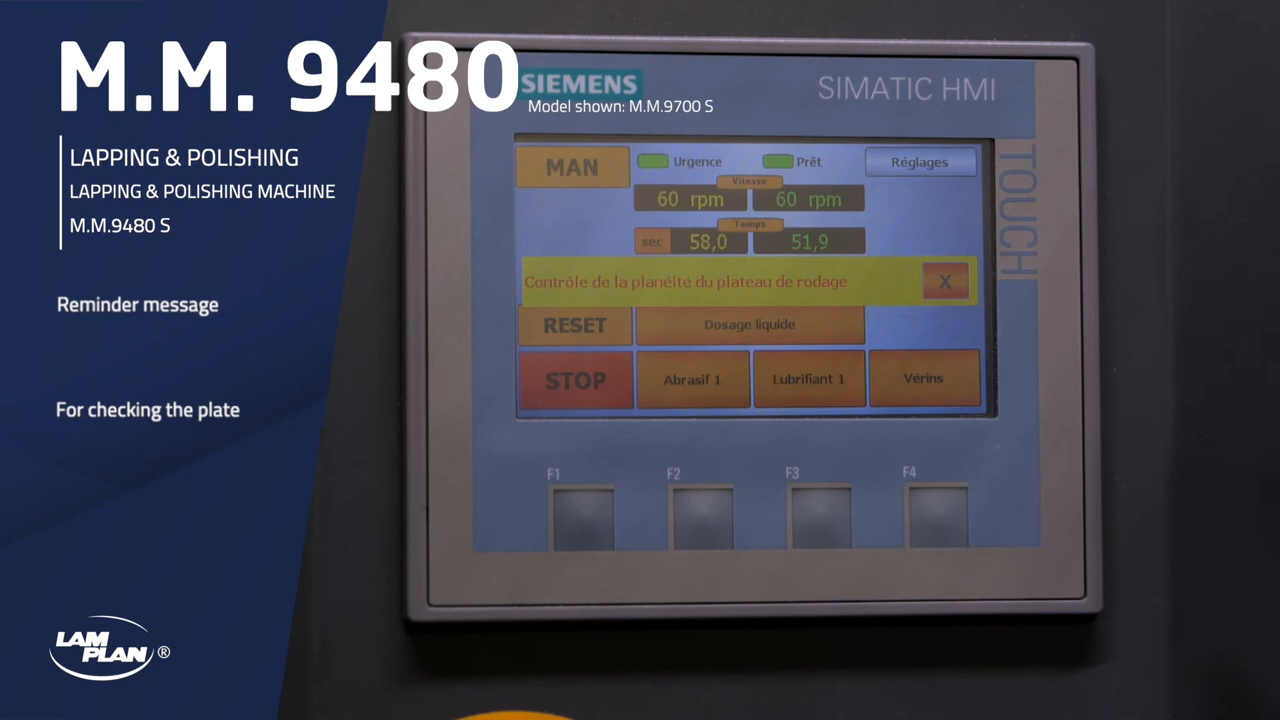 M.M. 9480
LAPPING & POLISHING
LAPPING & POLISHING MACHINE
M.M.9480 S
Reminder message
For checking the plate
LAM PLAN ®
SIEMENS
SIMATIC HMI
Model shown: M.M.9700 S
TOUCH
MAN
Urgence
Prêt
Réglages
Vitesse
60 rpm
60 rpm
Temps
sec
58,0
51,9
Contrôle de la planéité du plateau de rodage
X
RESET
Dosage liquide
STOP
Abrasif 1
Lubrifiant 1
Vérins
F1
F2
F3
F4